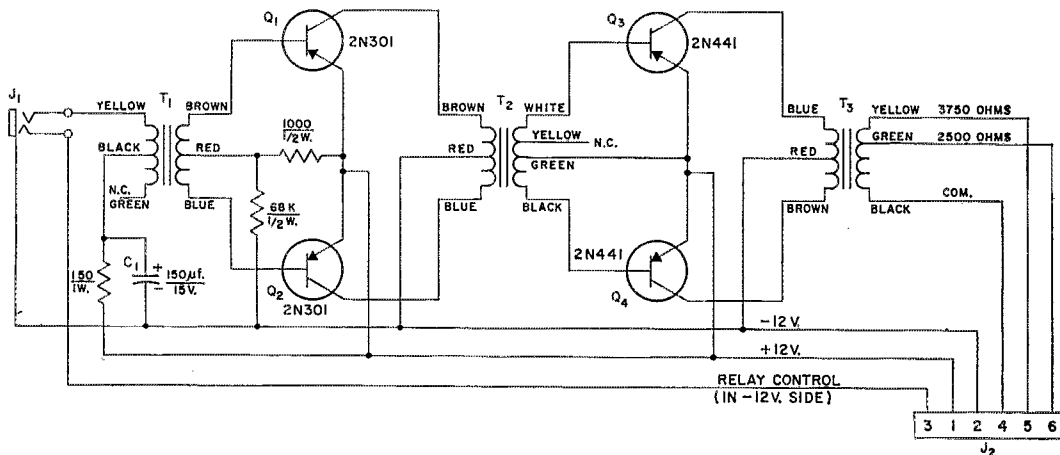 Q1
2N301
Q3
2N441
J1
YELLOW
T1
BROWN
BLACK
RED
N.C.
GREEN
BLUE
1000
1/2 W.
68K
1/2 W.
150
1W.
C1
+
150µf.
-
15V.
Q2
2N301
BROWN
T2
WHITE
YELLOW
N.C.
RED
GREEN
BLUE
BLACK
2N441
Q4
BLUE
T3
YELLOW
3750 OHMS
GREEN
2500 OHMS
RED
COM.
BROWN
BLACK
-12 V.
+12V.
RELAY CONTROL
(IN -12V. SIDE)
3 1 2 4 5 6
J2